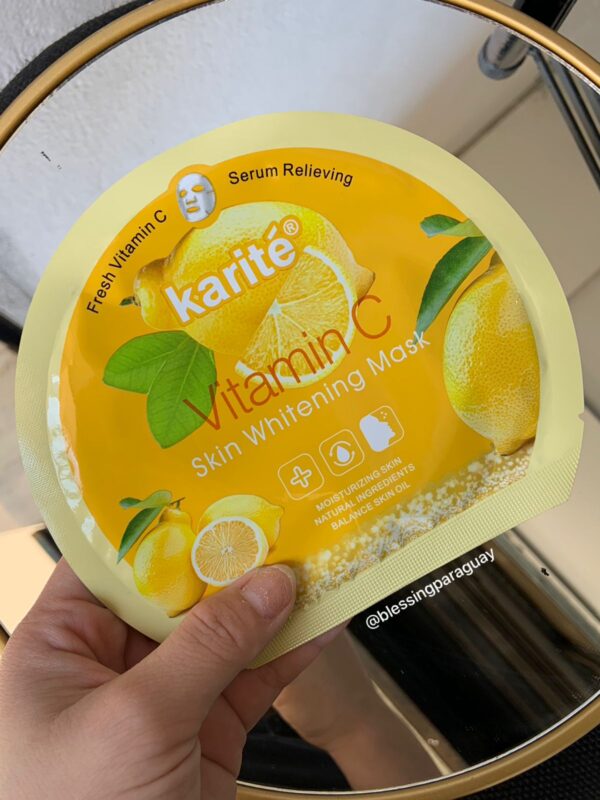 Fresh Vitamin C
Serum Relieving
karité®
Vitamin C
Skin Whitening Mask
MOISTURIZING SKIN
NATURAL INGREDIENTS
BALANCE SKIN OIL
@blessingparaguay